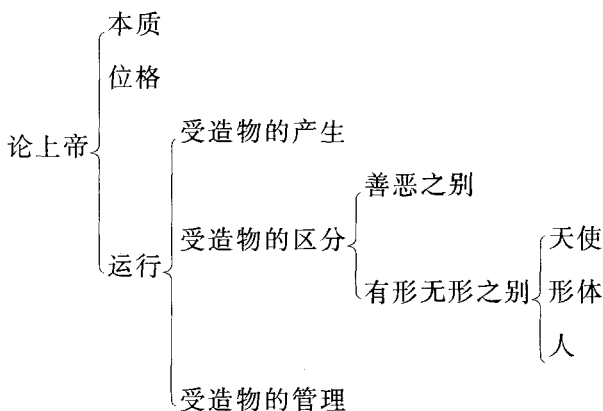 论上帝
本质
位格
运行
受造物的产生
受造物的区分
善恶之别
有形无形之别
天使
形体
人
受造物的管理